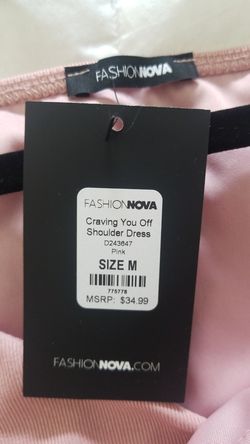 FASHIONNOVA
FASHIONNOVA
Craving You Off
Shoulder Dress
D243647
Pink
SIZE M
775778
MSRP: $34.99
FASHIONNOVA.COM